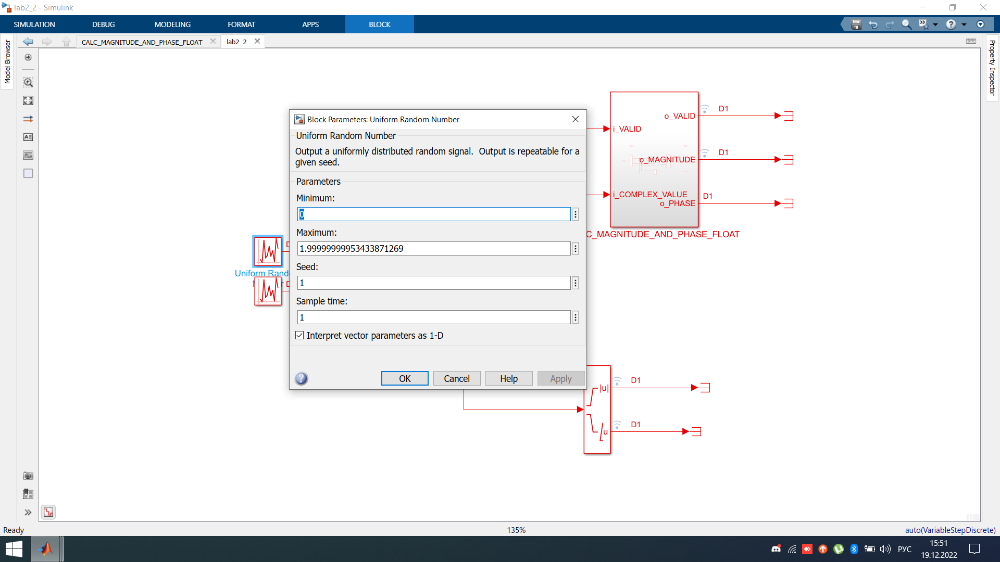 lab2_2 - Simulink
SIMULATION
DEBUG
MODELING
FORMAT
APPS
BLOCK
CALC_MAGNITUDE_AND_PHASE_FLOAT
lab2_2
Model Browser
Property Inspector
Block Parameters: Uniform Random Number
Uniform Random Number
Output a uniformly distributed random signal.  Output is repeatable for a
given seed.
Parameters
Minimum:
0
Maximum:
1.99999999953433871269
Seed:
1
Sample time:
1
Interpret vector parameters as 1-D
OK
Cancel
Help
Apply
Uniform Rand
i_VALID
i_COMPLEX_VALUE
o_VALID
o_MAGNITUDE
o_PHASE
D1
D1
D1
C_MAGNITUDE_AND_PHASE_FLOAT
|u|
u
D1
D1
Ready
135%
auto(VariableStepDiscrete)
РУС
15:51
19.12.2022